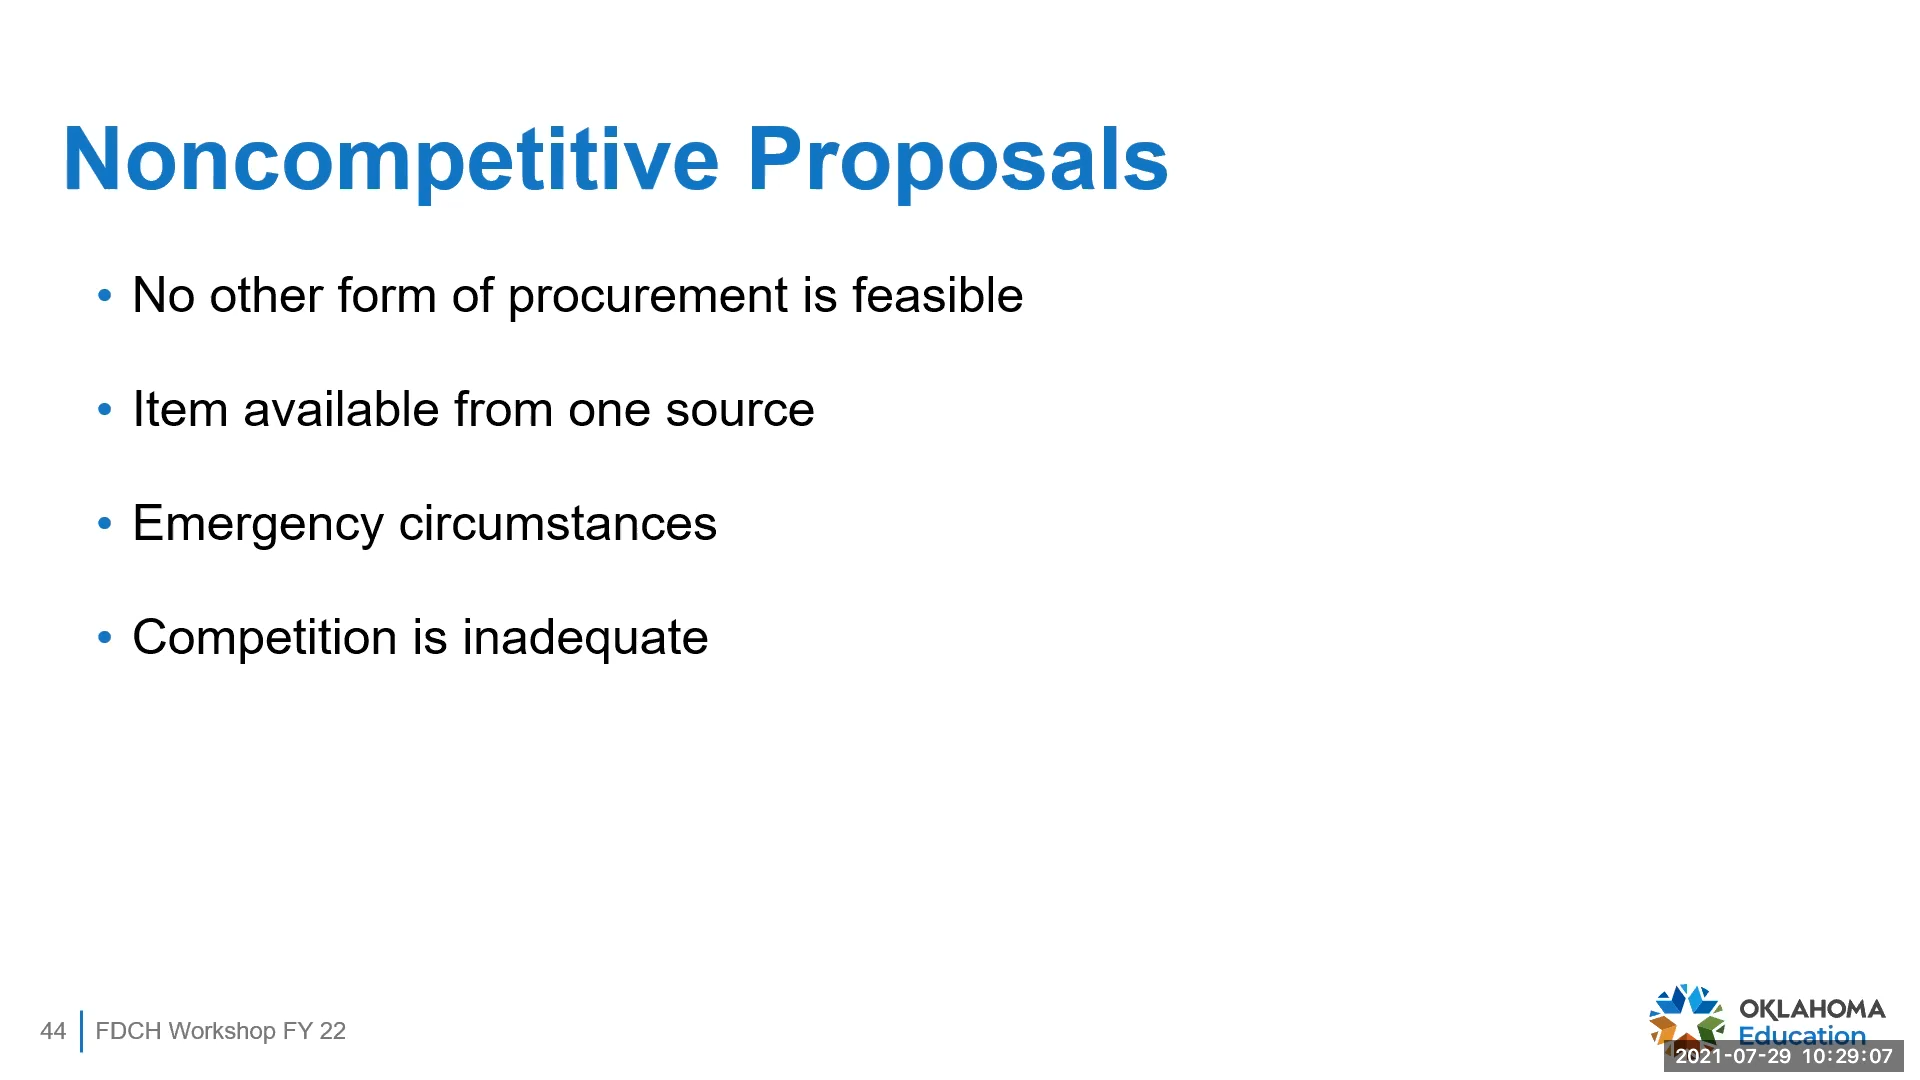 Noncompetitive Proposals
• No other form of procurement is feasible
• Item available from one source
• Emergency circumstances
• Competition is inadequate
44
FDCH Workshop FY 22
OKLAHOMA
Education
2021-07-29 10:29:07